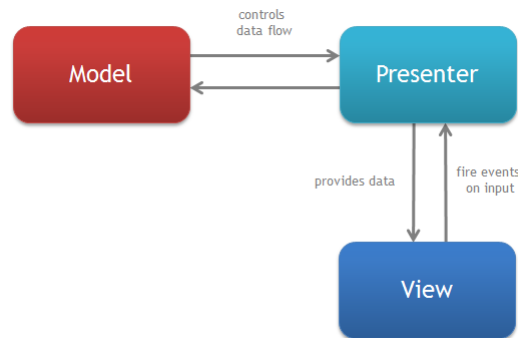 controls
data flow
Model
Presenter
provides data
fire events
on input
View